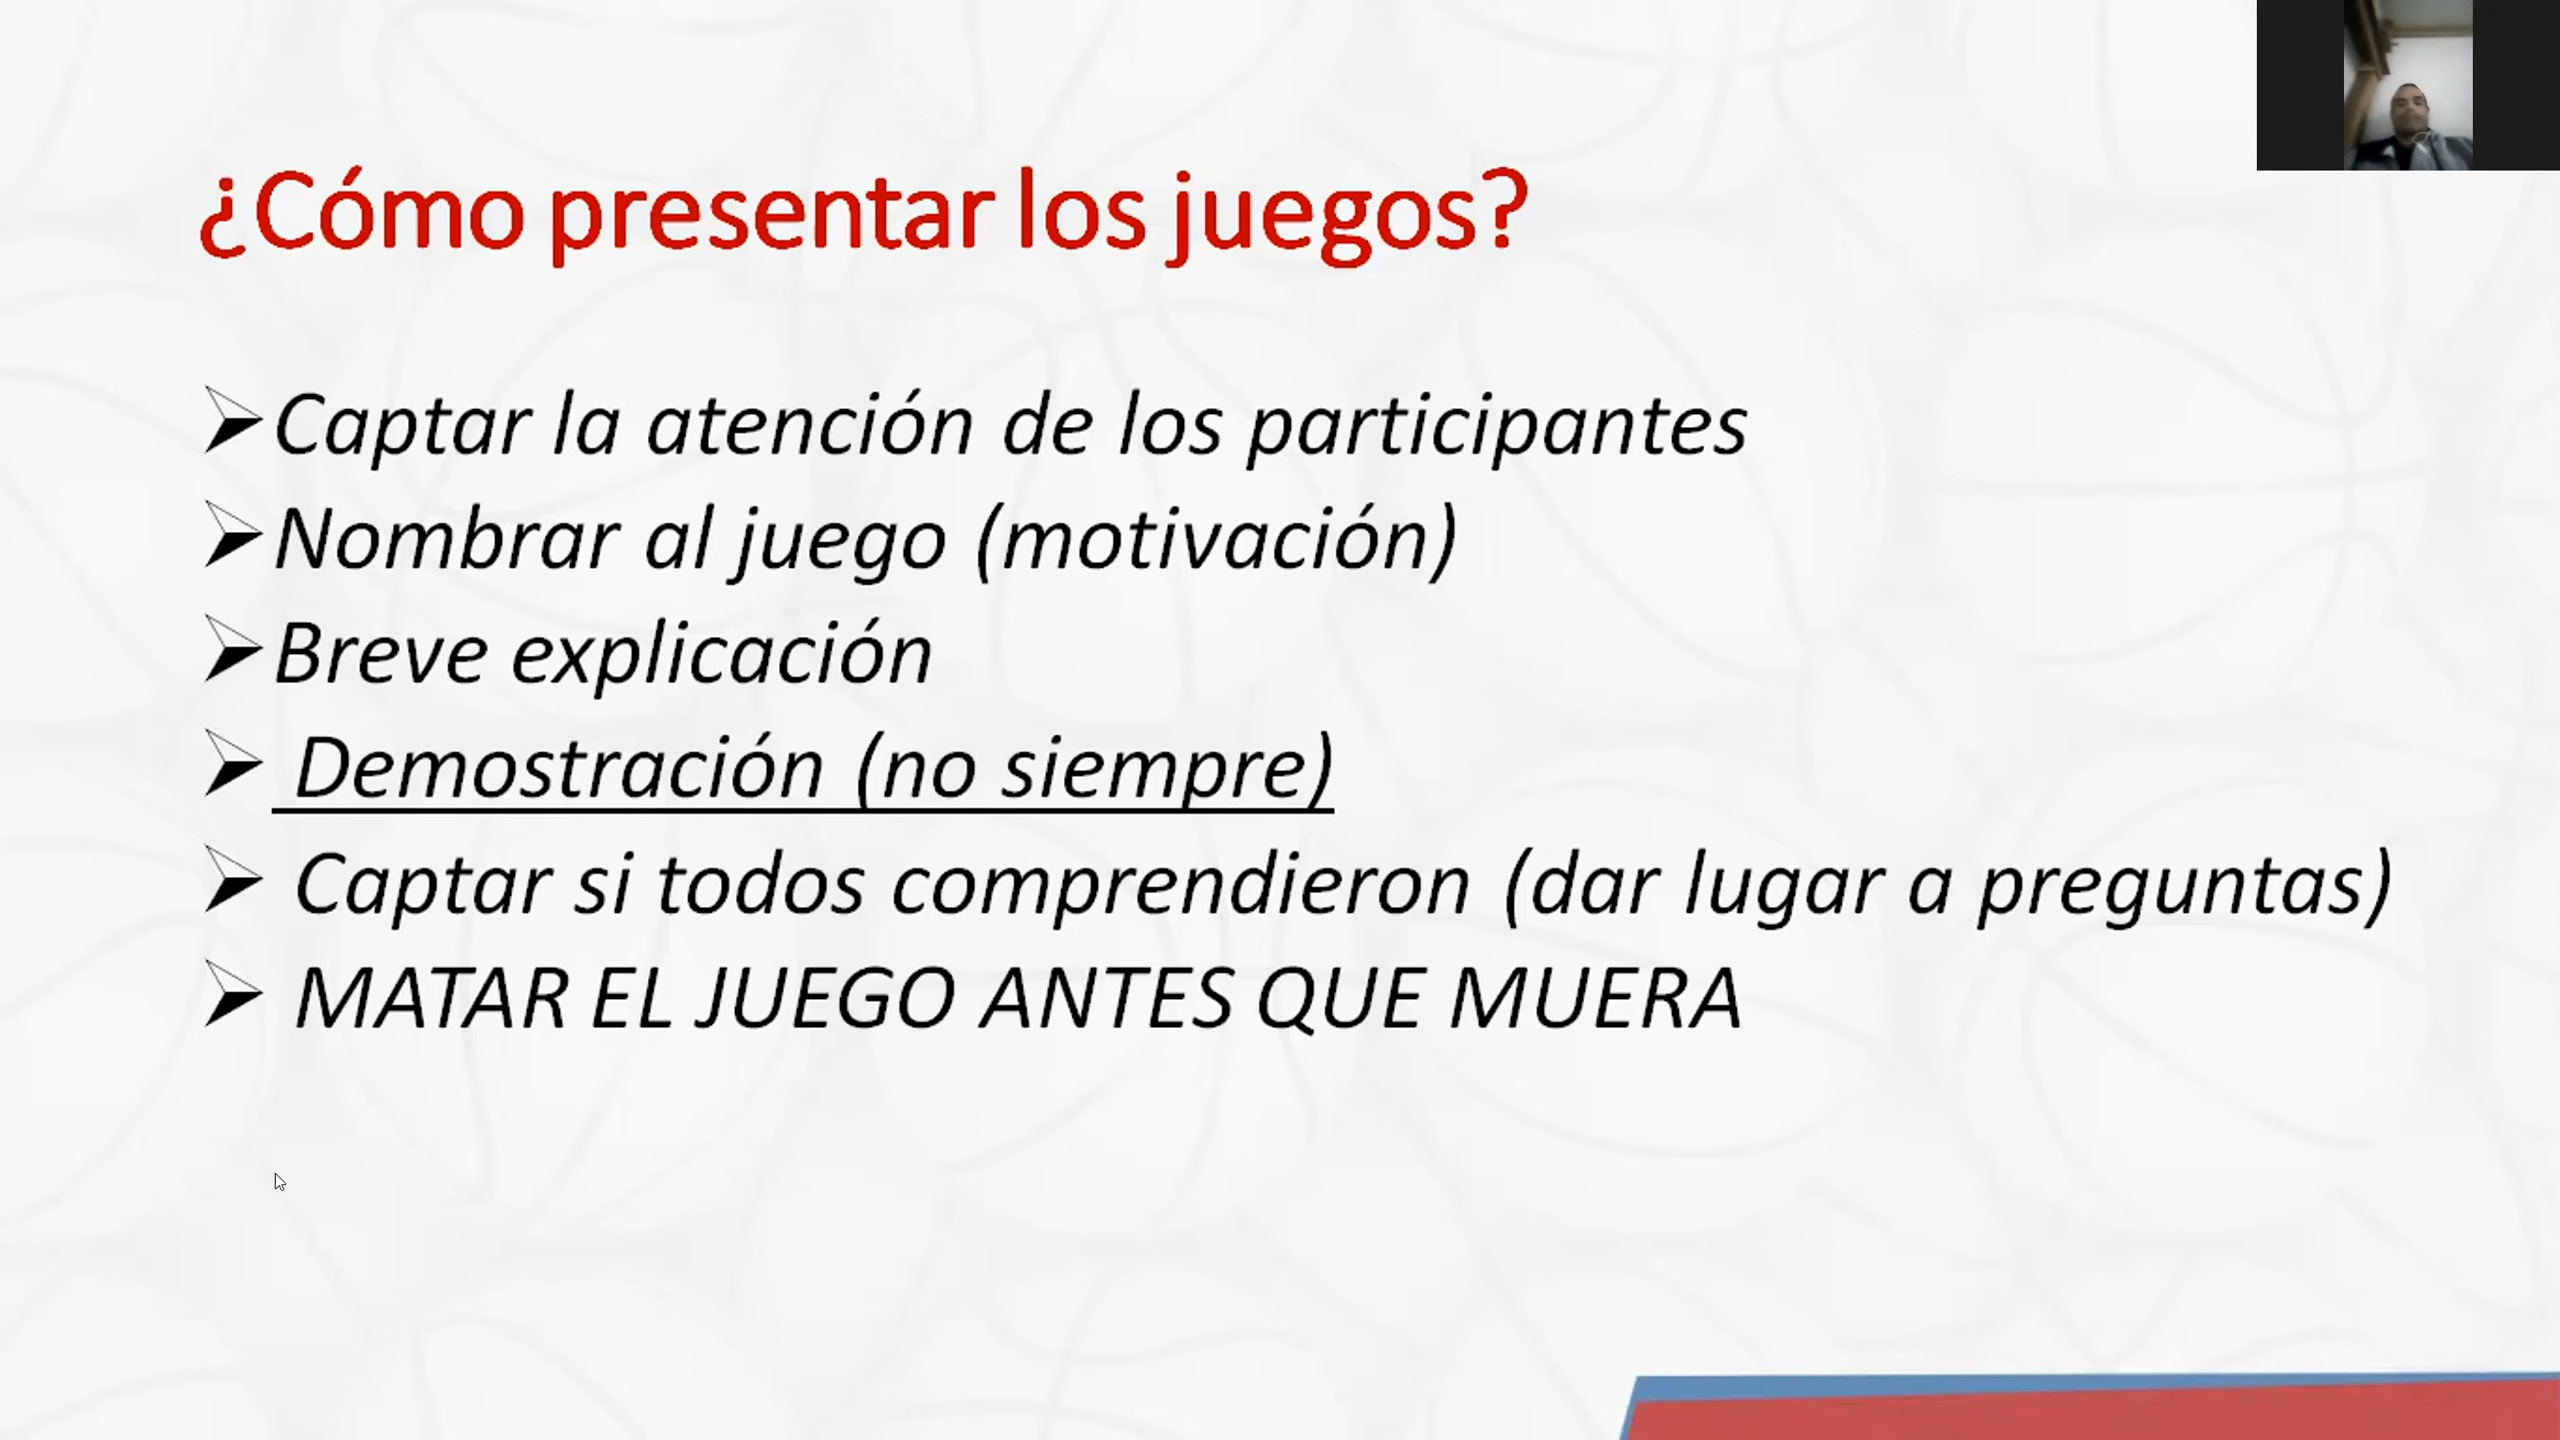 ¿Cómo presentar los juegos?
Captar la atención de los participantes
Nombrar al juego (motivación)
Breve explicación
Demostración (no siempre)
Captar si todos comprendieron (dar lugar a preguntas)
MATAR EL JUEGO ANTES QUE MUERA